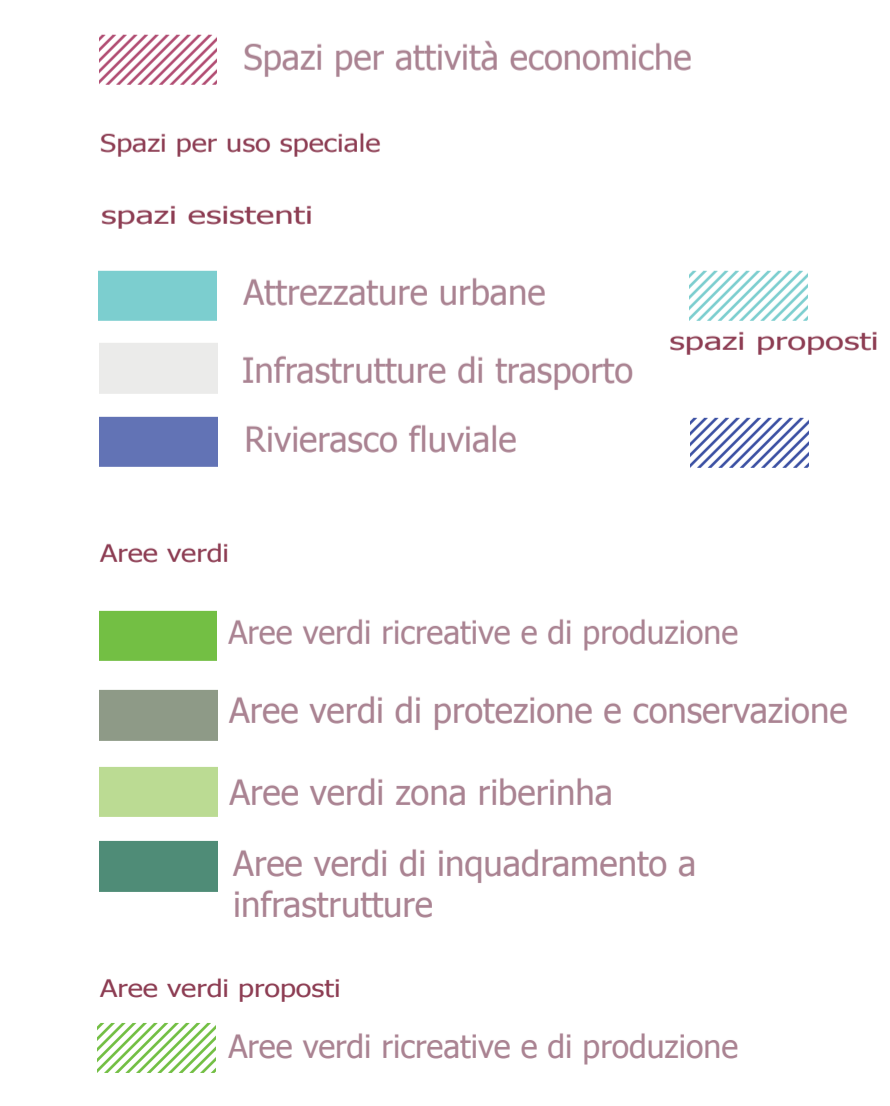 Spazi per attività economiche
Spazi per uso speciale
spazi esistenti
Attrezzature urbane
spazi proposti
Infrastrutture di trasporto
Rivierasco fluviale
Aree verdi
Aree verdi ricreative e di produzione
Aree verdi di protezione e conservazione
Aree verdi zona riberinha
Aree verdi di inquadramento a
infrastrutture
Aree verdi proposti
Aree verdi ricreative e di produzione